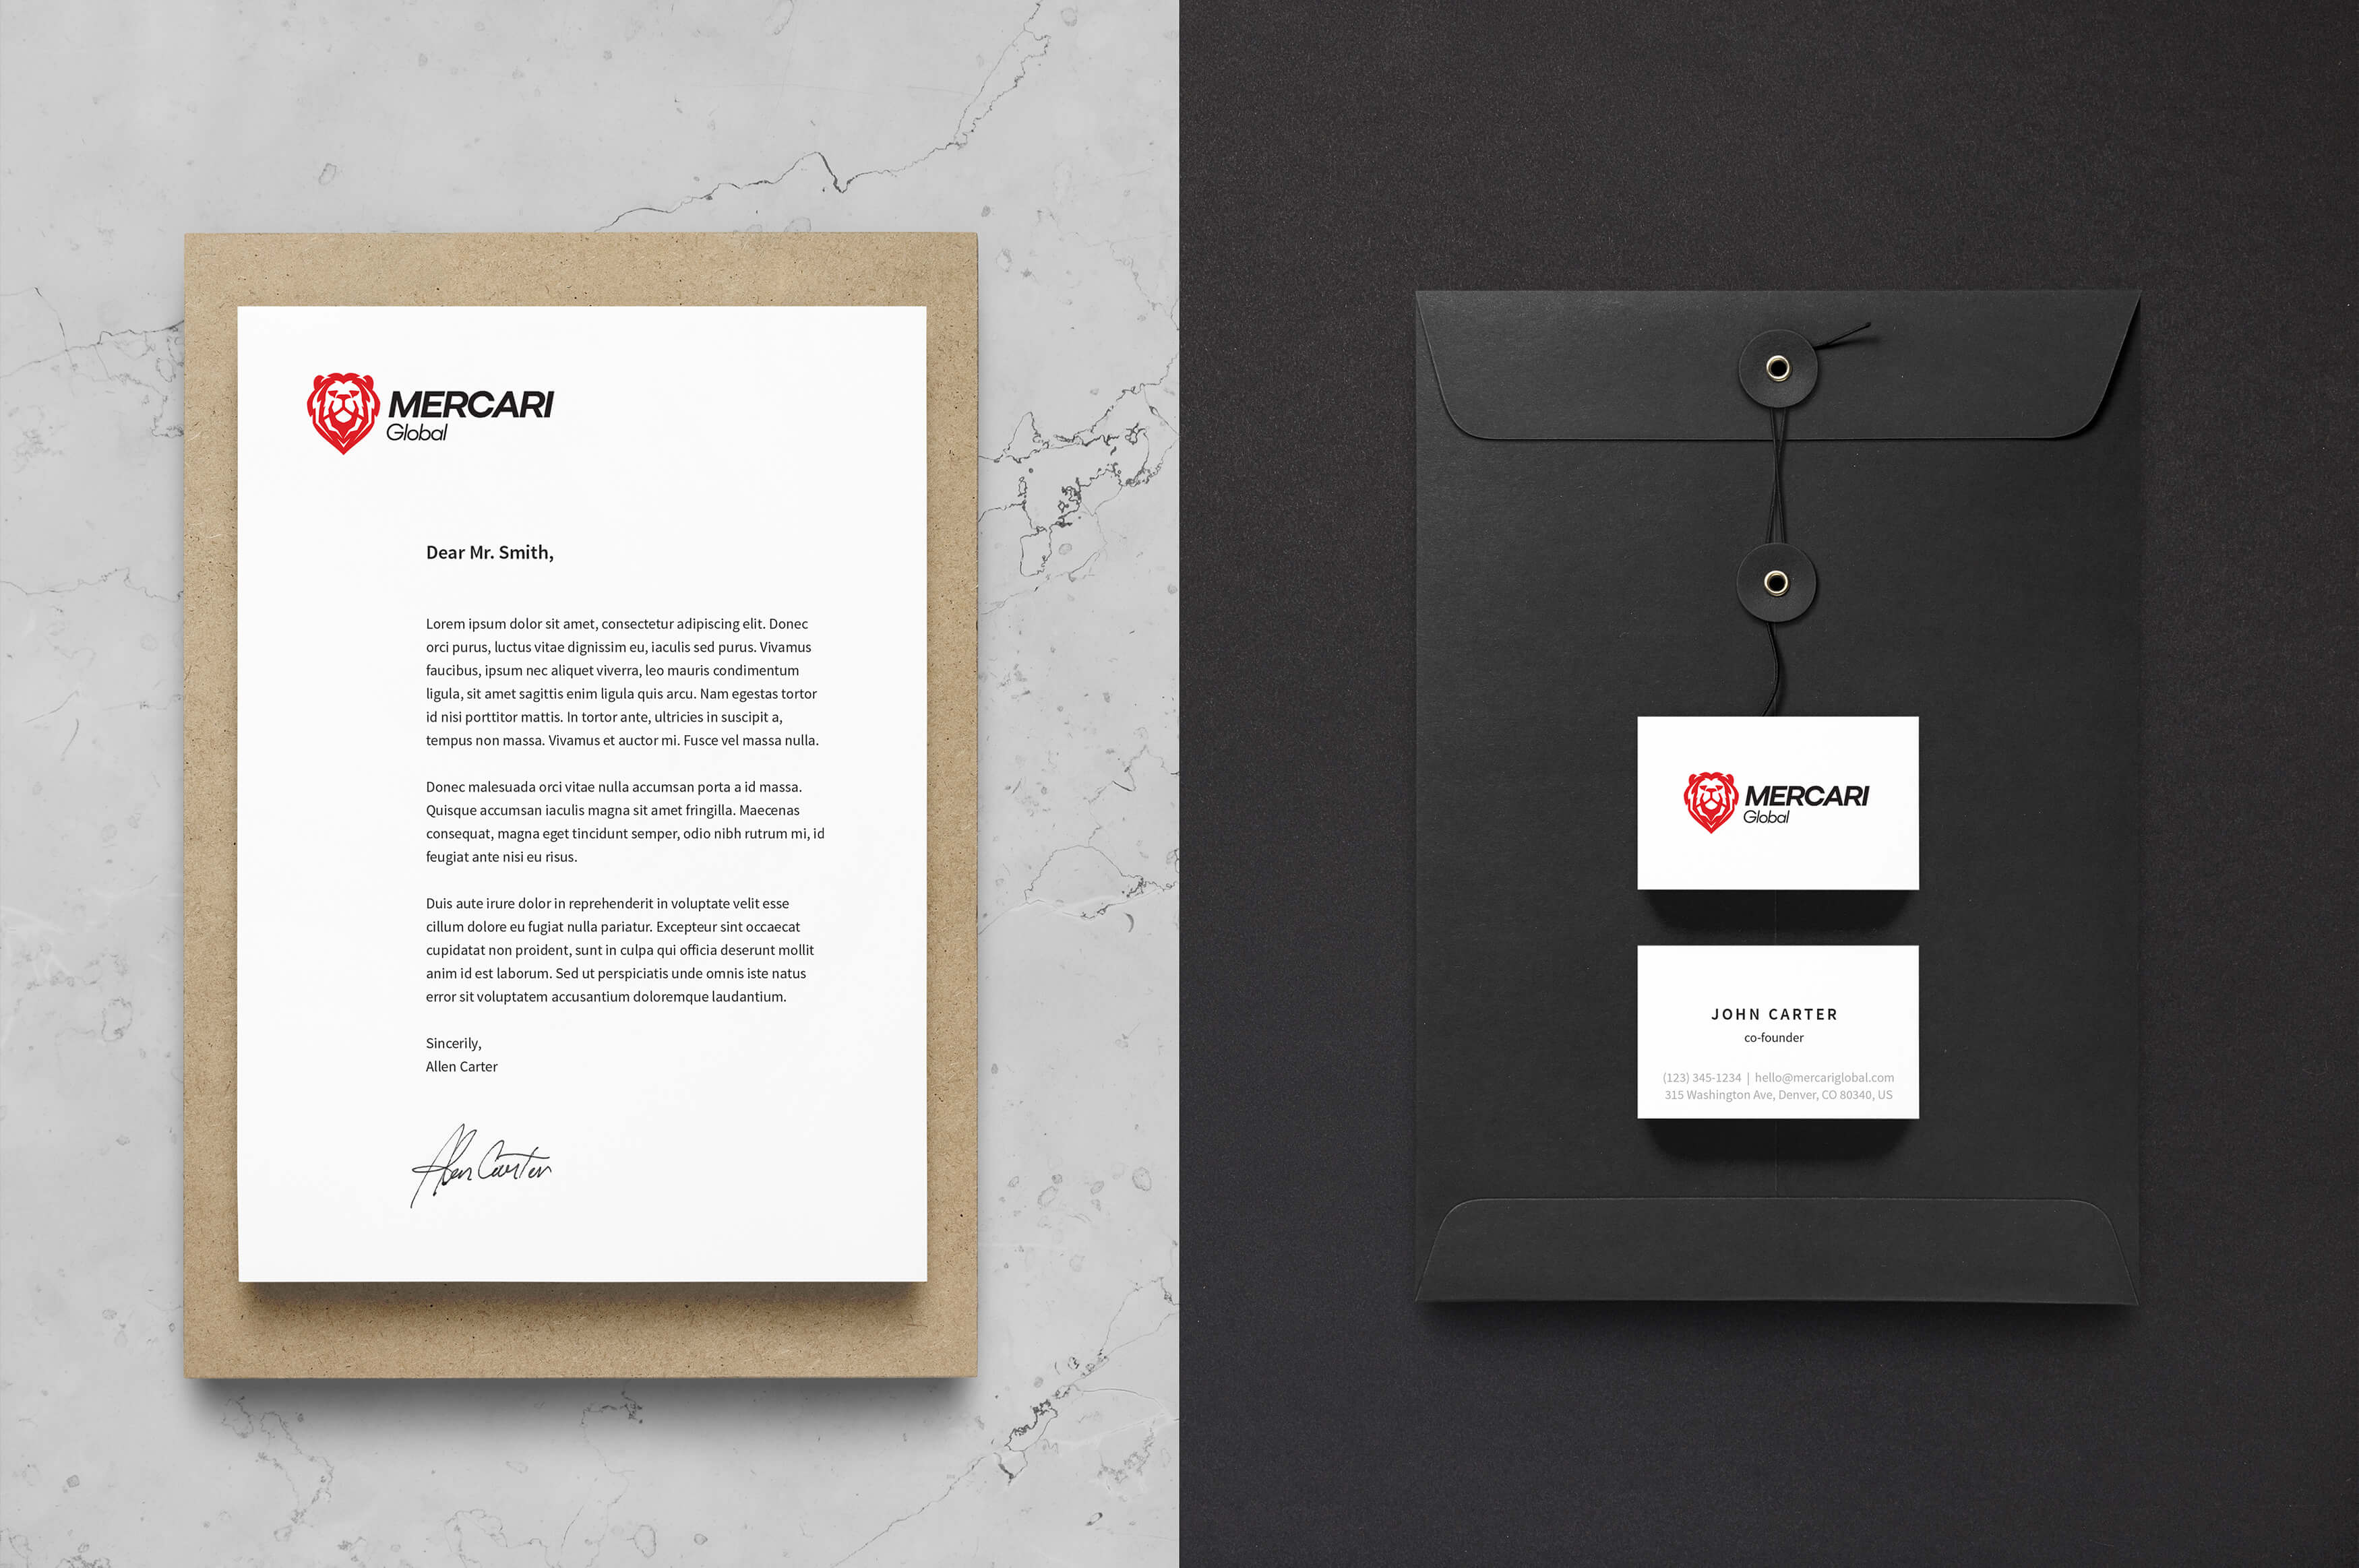 MERCARI
Global
Dear Mr. Smith,
Lorem ipsum dolor sit amet, consectetur adipiscing elit. Donec
orci purus, luctus vitae dignissim eu, iaculis sed purus. Vivamus
faucibus, ipsum nec aliquet viverra, leo mauris condimentum
ligula, sit amet sagittis enim ligula quis arcu. Nam egestas tortor
id nisi porttitor mattis. In tortor ante, ultricies in suscipit a,
tempus non massa. Vivamus et auctor mi. Fusce vel massa nulla.
Donec malesuada orci vitae nulla accumsan porta a id massa.
Quisque accumsan iaculis magna sit amet fringilla. Maecenas
consequat, magna eget tincidunt semper, odio nibh rutrum mi, id
feugiat ante nisi eu risus.
Duis aute irure dolor in reprehenderit in voluptate velit esse
cillum dolore eu fugiat nulla pariatur. Excepteur sint occaecat
cupidatat non proident, sunt in culpa qui officia deserunt mollit
anim id est laborum. Sed ut perspiciatis unde omnis iste natus
error sit voluptatem accusantium doloremque laudantium.
Sincerily,
Allen Carter
Allen Carter
MERCARI
Global
JOHN CARTER
co-founder
(123) 345-1234 | hello@mercariglobal.com
315 Washington Ave, Denver, CO 80340, US